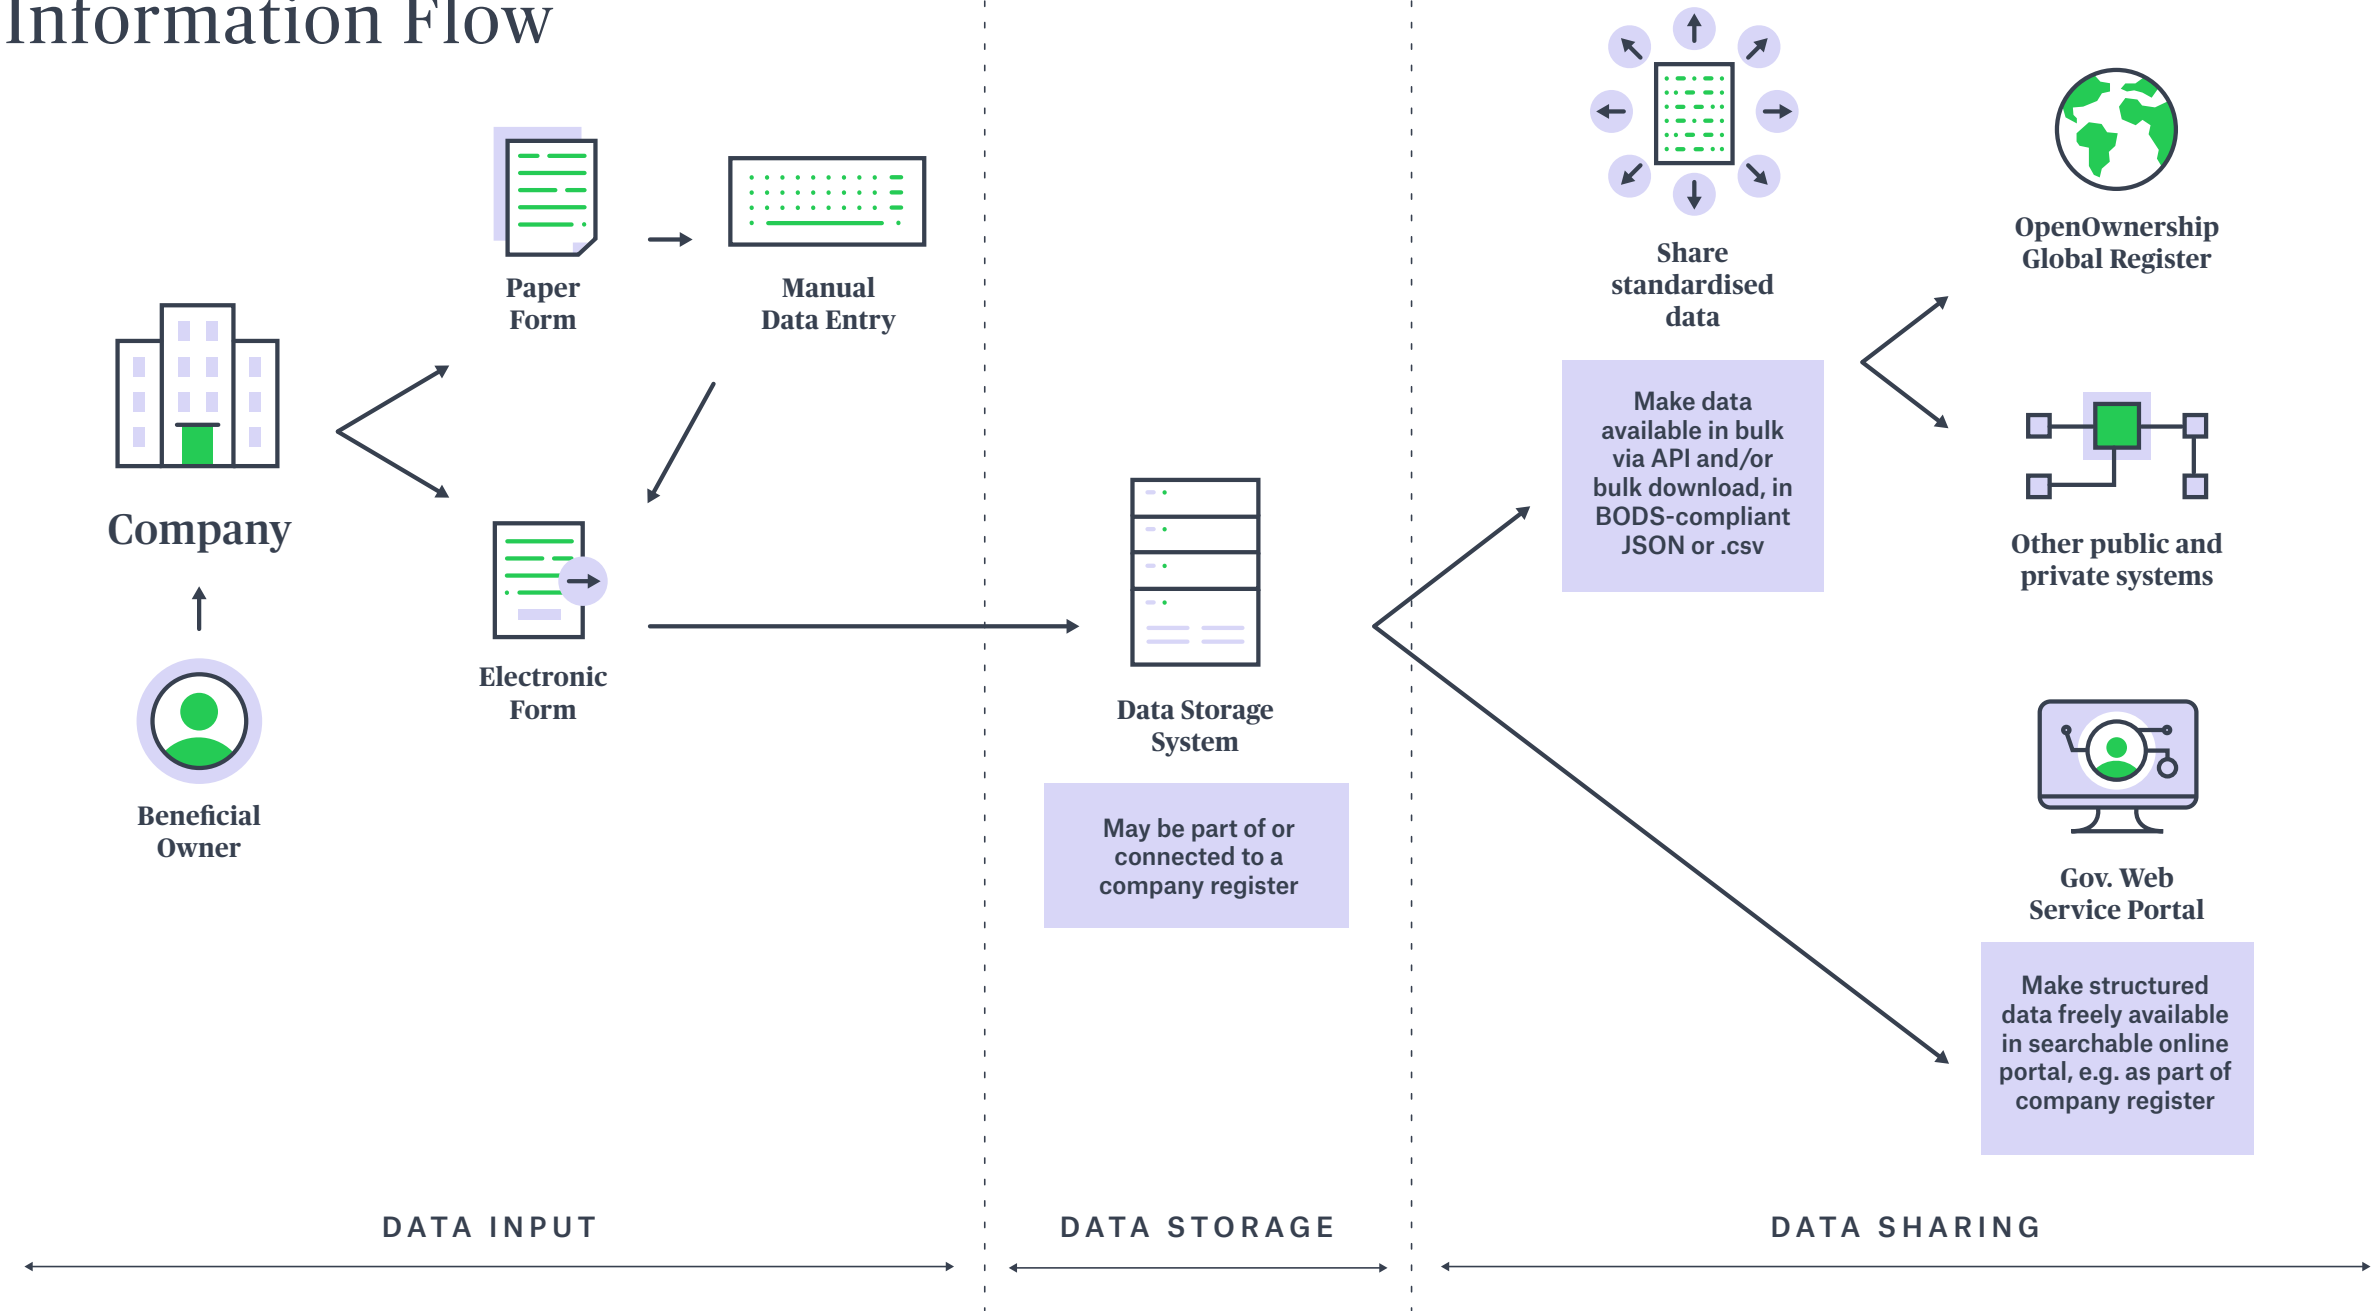 Information Flow
Paper
Form
Manual
Data Entry
Company
Beneficial
Owner
Electronic
Form
Data Storage
System
May be part of or
connected to a
company register
Share
standardised
data
Make data
available in bulk
via API and/or
bulk download, in
BODS-compliant
JSON or .csv
OpenOwnership
Global Register
Other public and
private systems
Gov. Web
Service Portal
Make structured
data freely available
in searchable online
portal, e.g. as part of
company register
DATA INPUT
DATA STORAGE
DATA SHARING